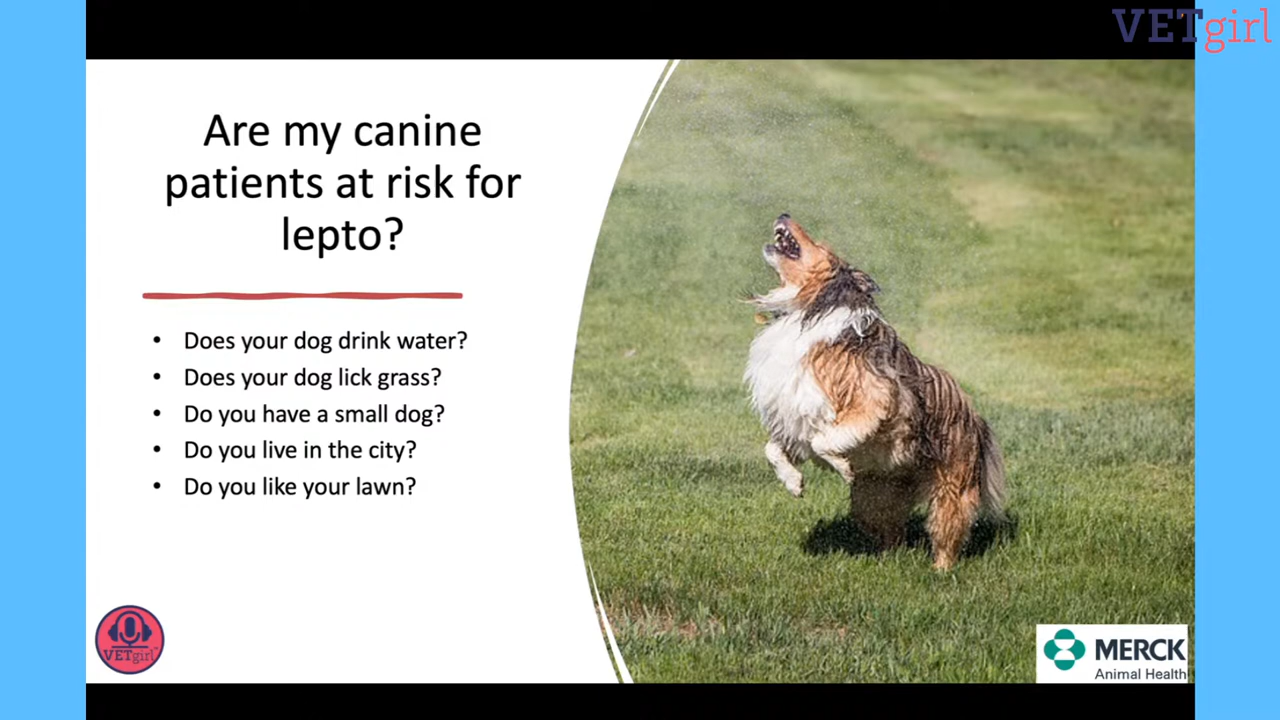 VETgirl
Are my canine
patients at risk for
lepto?
• Does your dog drink water?
• Does your dog lick grass?
• Do you have a small dog?
• Do you live in the city?
• Do you like your lawn?
VETgirl
MERCK
Animal Health